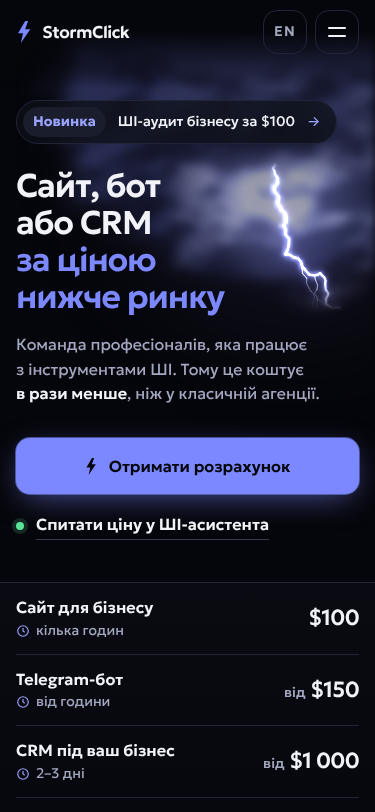 StormClick
EN
Новинка ШІ-аудит бізнесу за $100 →
Сайт, бот
або CRM
за ціною
нижче ринку
Команда професіоналів, яка працює
з інструментами ШІ. Тому це коштує
в рази менше, ніж у класичній агенції.
Отримати розрахунок
Спитати ціну у ШІ-асистента
Сайт для бізнесу
кілька годин
$100
Telegram-бот
від години
від $150
CRM під ваш бізнес
2–3 дні
від $1 000